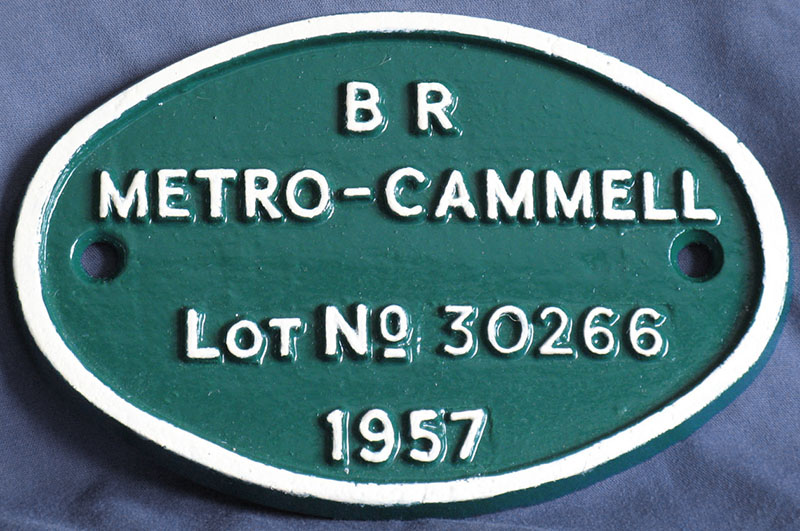 B R
METRO-CAMMELL
LOT Nº 30266
1957